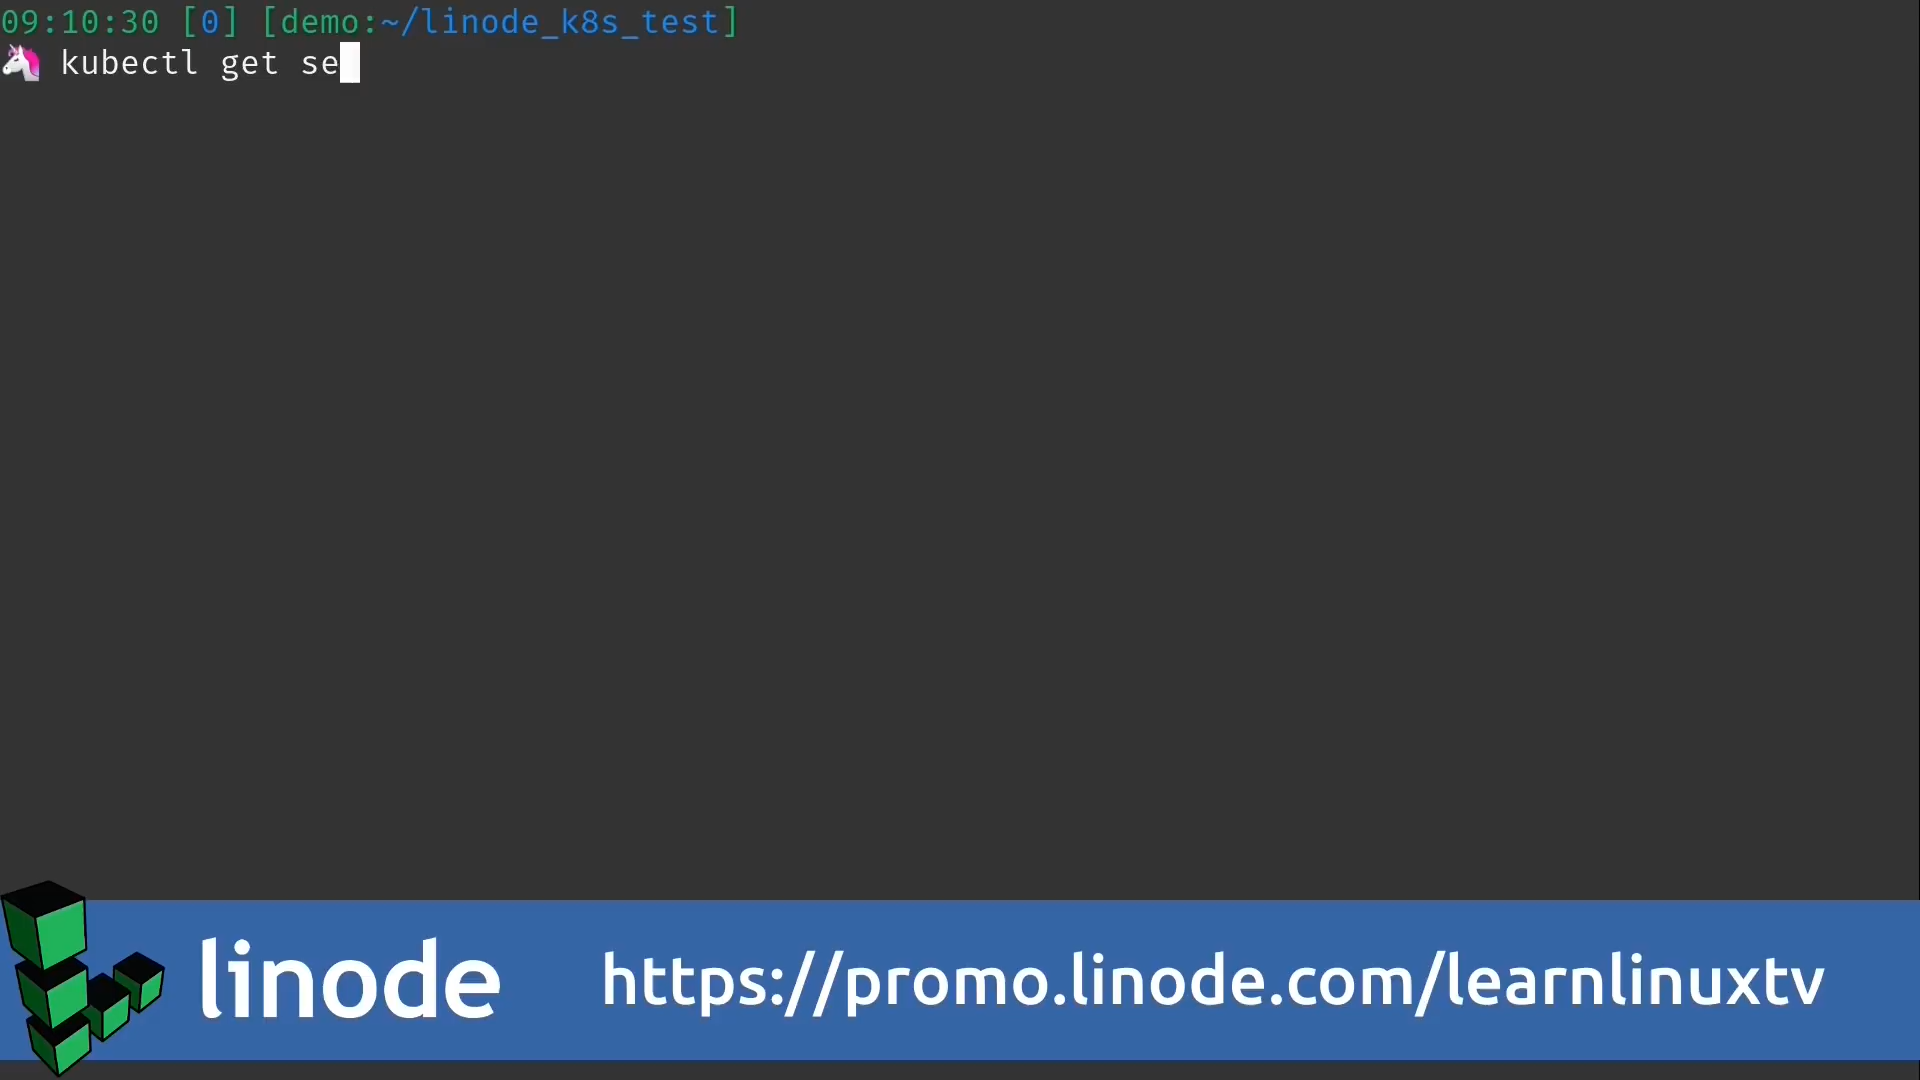 09:10:30 [0] [demo:~/linode_k8s_test]
🦄 kubectl get se
linode https://promo.linode.com/learnlinuxtv